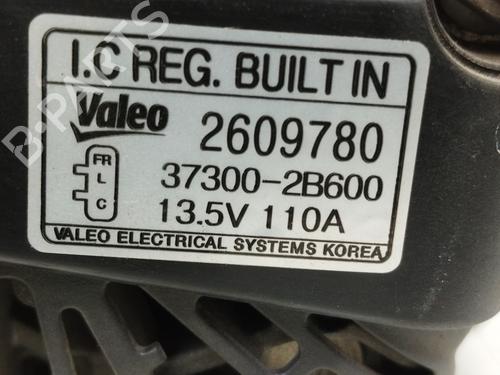 I.C REG. BUILT IN
Valeo 2609780
FR
L
C
37300-2B600
13.5V 110A
VALEO ELECTRICAL SYSTEMS KOREA
B-PARTS